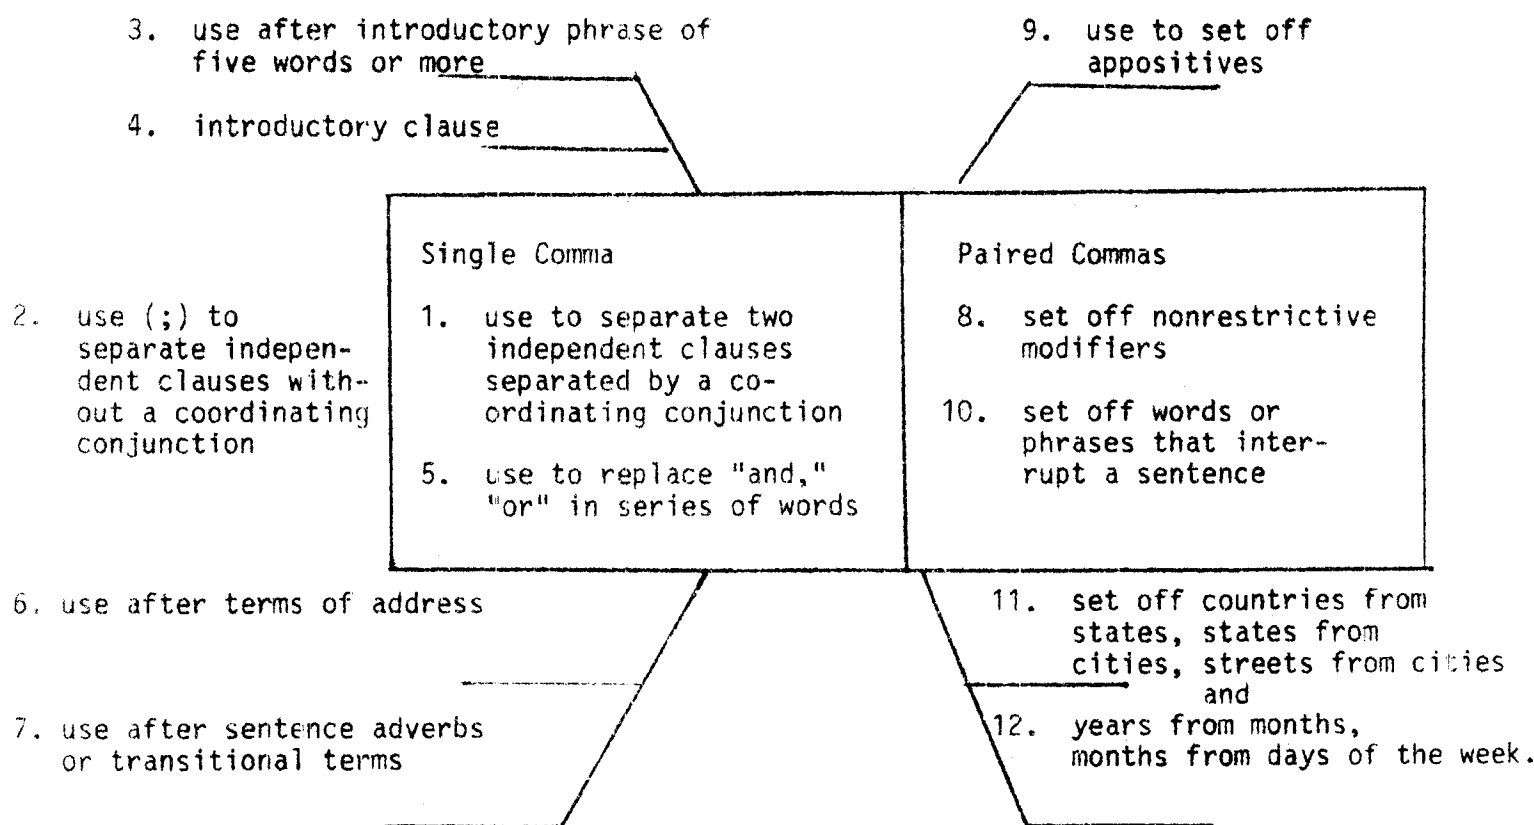 3. use after introductory phrase of
five words or more
4. introductory clause
9. use to set off
appositives
2. use (;) to
separate indepen-
dent clauses with-
out a coordinating
conjunction
Single Comma
1. use to separate two
independent clauses
separated by a co-
ordinating conjunction
5. use to replace "and,"
"or" in series of words
Paired Commas
8. set off nonrestrictive
modifiers
10. set off words or
phrases that inter-
rupt a sentence
6. use after terms of address
7. use after sentence adverbs
or transitional terms
11. set off countries from
states, states from
cities, streets from cities
and
12. years from months,
months from days of the week.